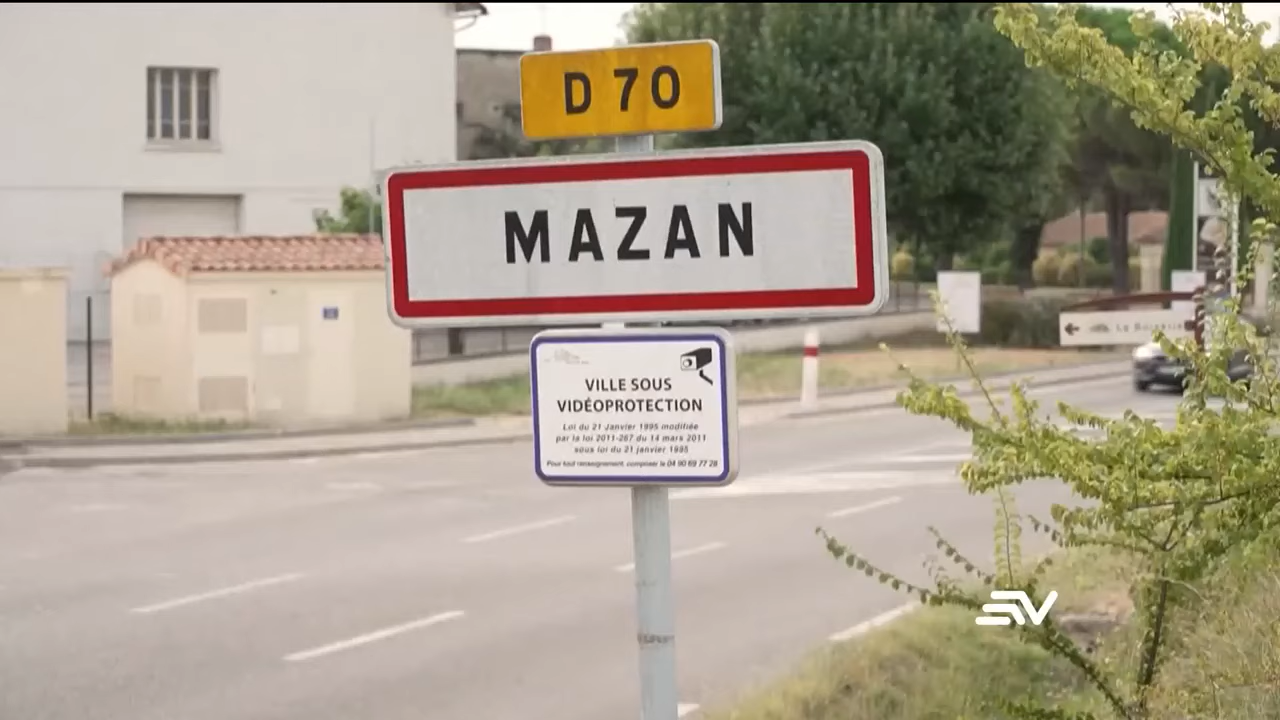 D 70
MAZAN
VILLE SOUS
VIDÉOPROTECTION
Loi du 21 Janvier 1995 modifiée
par la loi 2011-267 du 14 mars 2011
sous loi du 21 janvier 1995
Pour tout renseignement, composer le 04 90 69 77 28